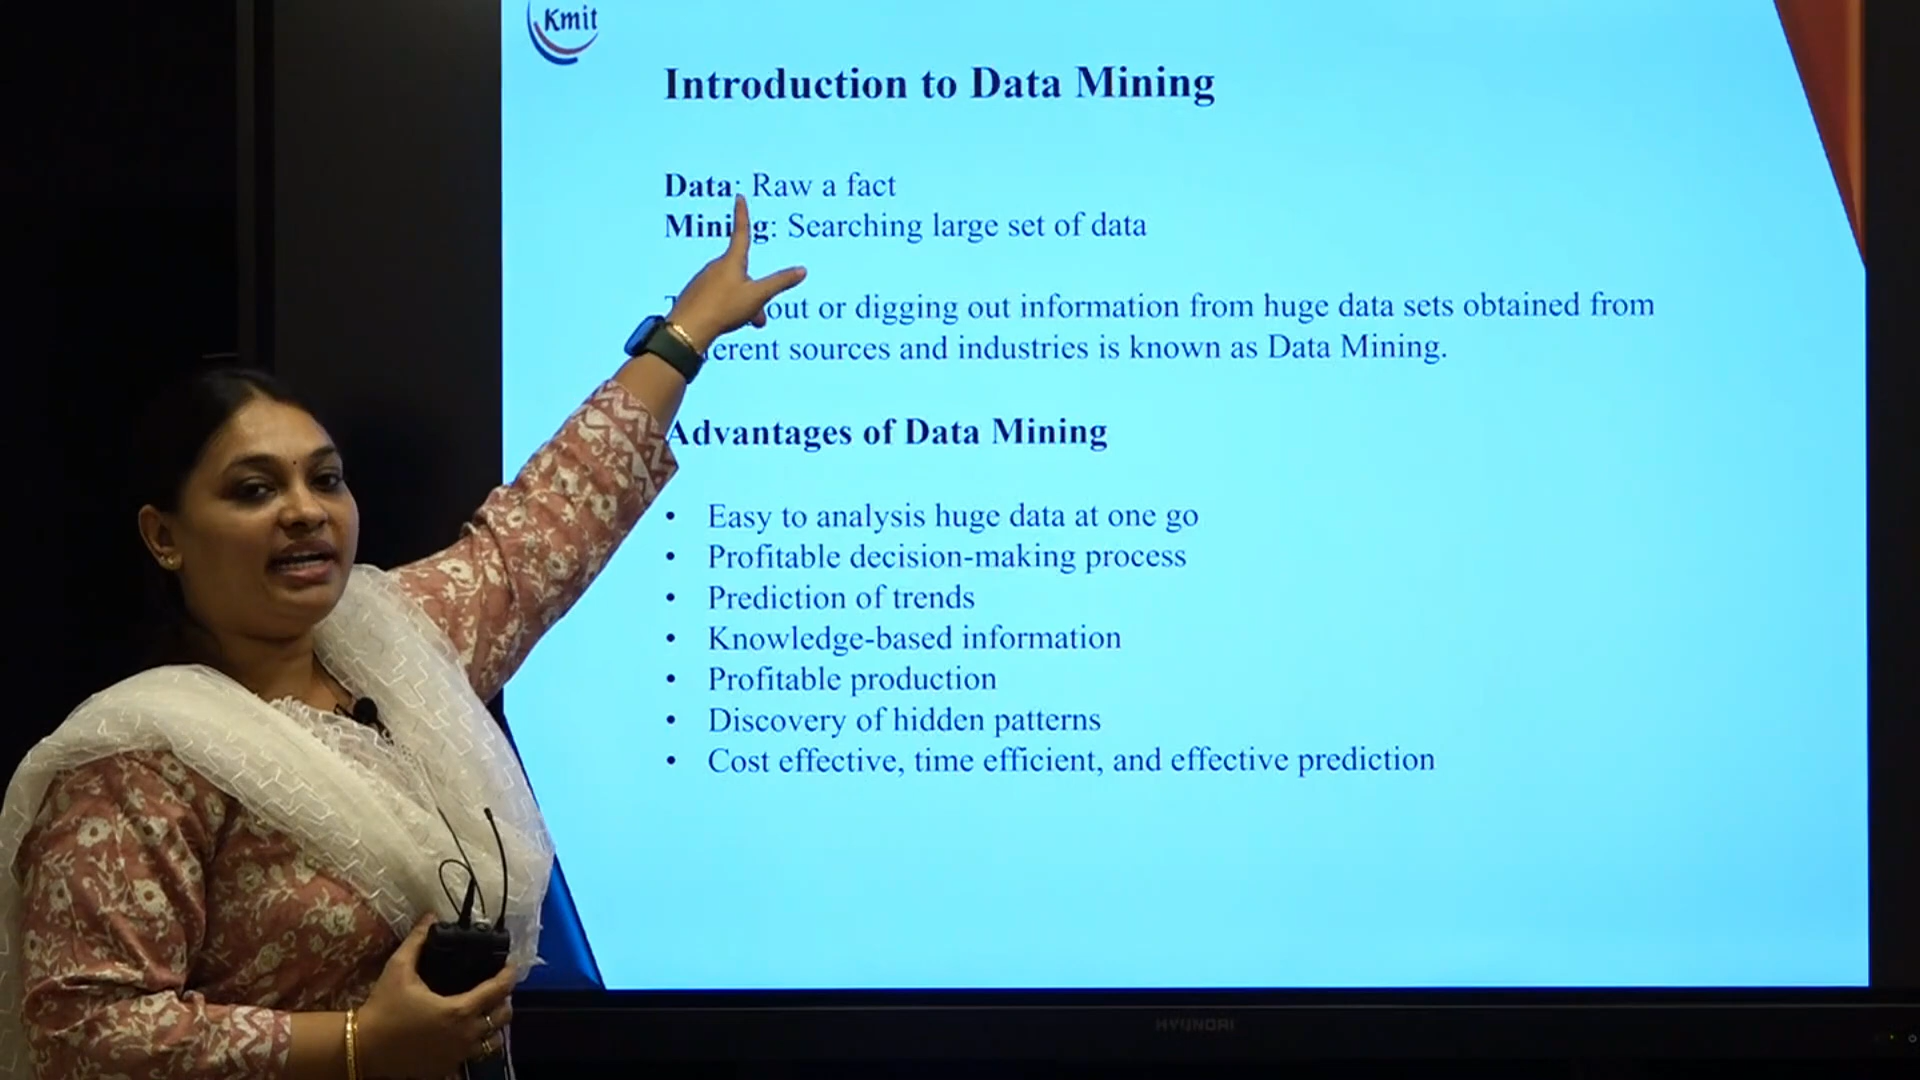 Kmit
Introduction to Data Mining
Data: Raw a fact
Mining: Searching large set of data
out or digging out information from huge data sets obtained from
sources and industries is known as Data Mining.
Advantages of Data Mining
• Easy to analysis huge data at one go
• Profitable decision-making process
• Prediction of trends
• Knowledge-based information
• Profitable production
• Discovery of hidden patterns
• Cost effective, time efficient, and effective prediction
HYUNDAI